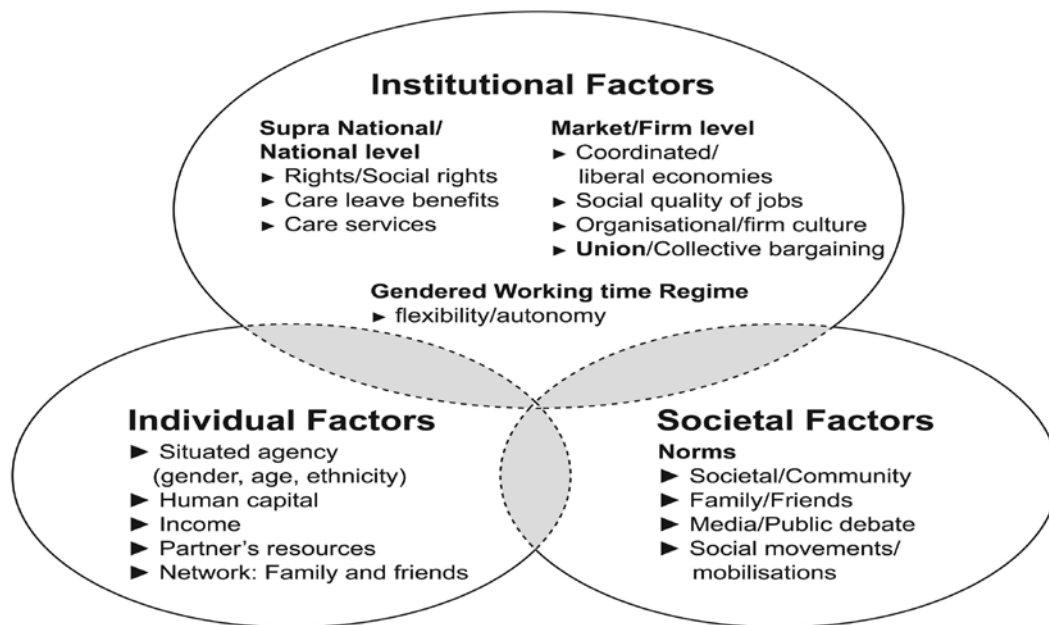 Institutional Factors
Supra National/
National level
► Rights/Social rights
► Care leave benefits
► Care services
Market/Firm level
► Coordinated/
liberal economies
► Social quality of jobs
► Organisational/firm culture
► Union/Collective bargaining
Gendered Working time Regime
► flexibility/autonomy
Individual Factors
► Situated agency
(gender, age, ethnicity)
► Human capital
► Income
► Partner's resources
► Network: Family and friends
Societal Factors
Norms
► Societal/Community
► Family/Friends
► Media/Public debate
► Social movements/
mobilisations